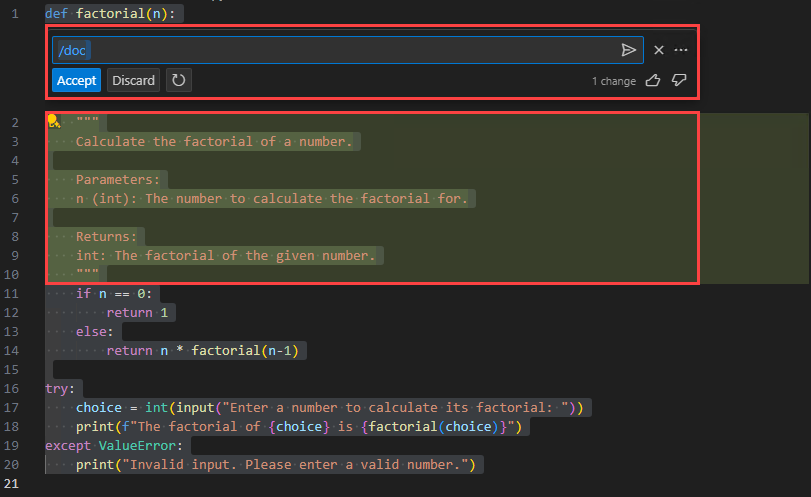 1 def factorial(n):
/doc
Accept Discard 1 change
2     """
3     Calculate the factorial of a number.
4
5     Parameters:
6     n (int): The number to calculate the factorial for.
7
8     Returns:
9     int: The factorial of the given number.
10     """
11     if n == 0:
12         return 1
13     else:
14         return n * factorial(n-1)
15
16 try:
17     choice = int(input("Enter a number to calculate its factorial: "))
18     print(f"The factorial of {choice} is {factorial(choice)}")
19 except ValueError:
20     print("Invalid input. Please enter a valid number.")
21